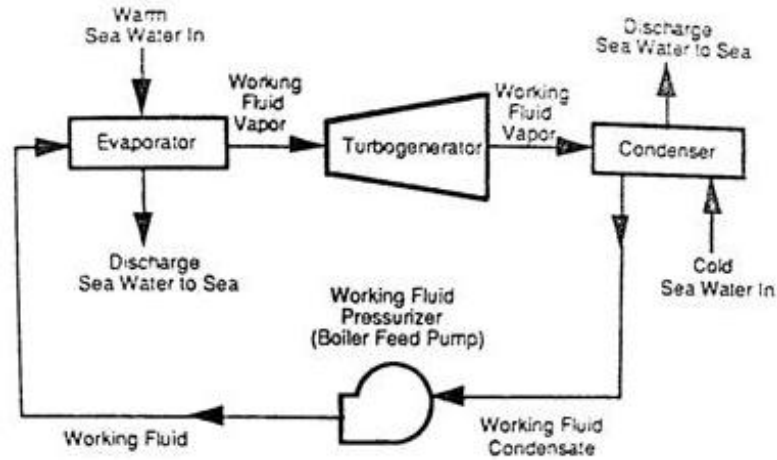 Warm
Sea Water In
Discharge
Sea Water to Sea
Working
Fluid
Vapor
Working
Fluid
Vapor
Evaporator
Turbogenerator
Condenser
Discharge
Sea Water to Sea
Cold
Sea Water In
Working Fluid
Pressurizer
(Boiler Feed Pump)
Working Fluid
Working Fluid
Condensate